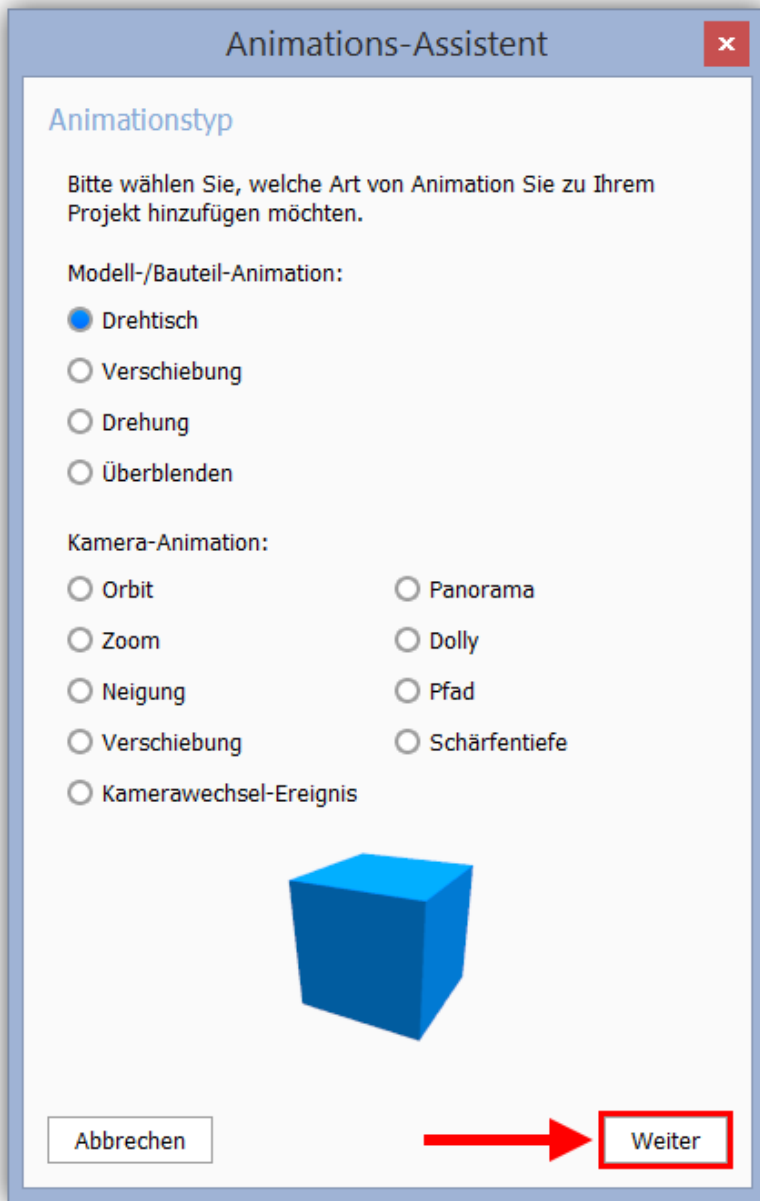 Animations-Assistent
x
Animationstyp
Bitte wählen Sie, welche Art von Animation Sie zu Ihrem
Projekt hinzufügen möchten.
Modell-/Bauteil-Animation:
Drehtisch
Verschiebung
Drehung
Überblenden
Kamera-Animation:
Orbit Panorama
Zoom Dolly
Neigung Pfad
Verschiebung Schärfentiefe
Kamerawechsel-Ereignis
Abbrechen Weiter